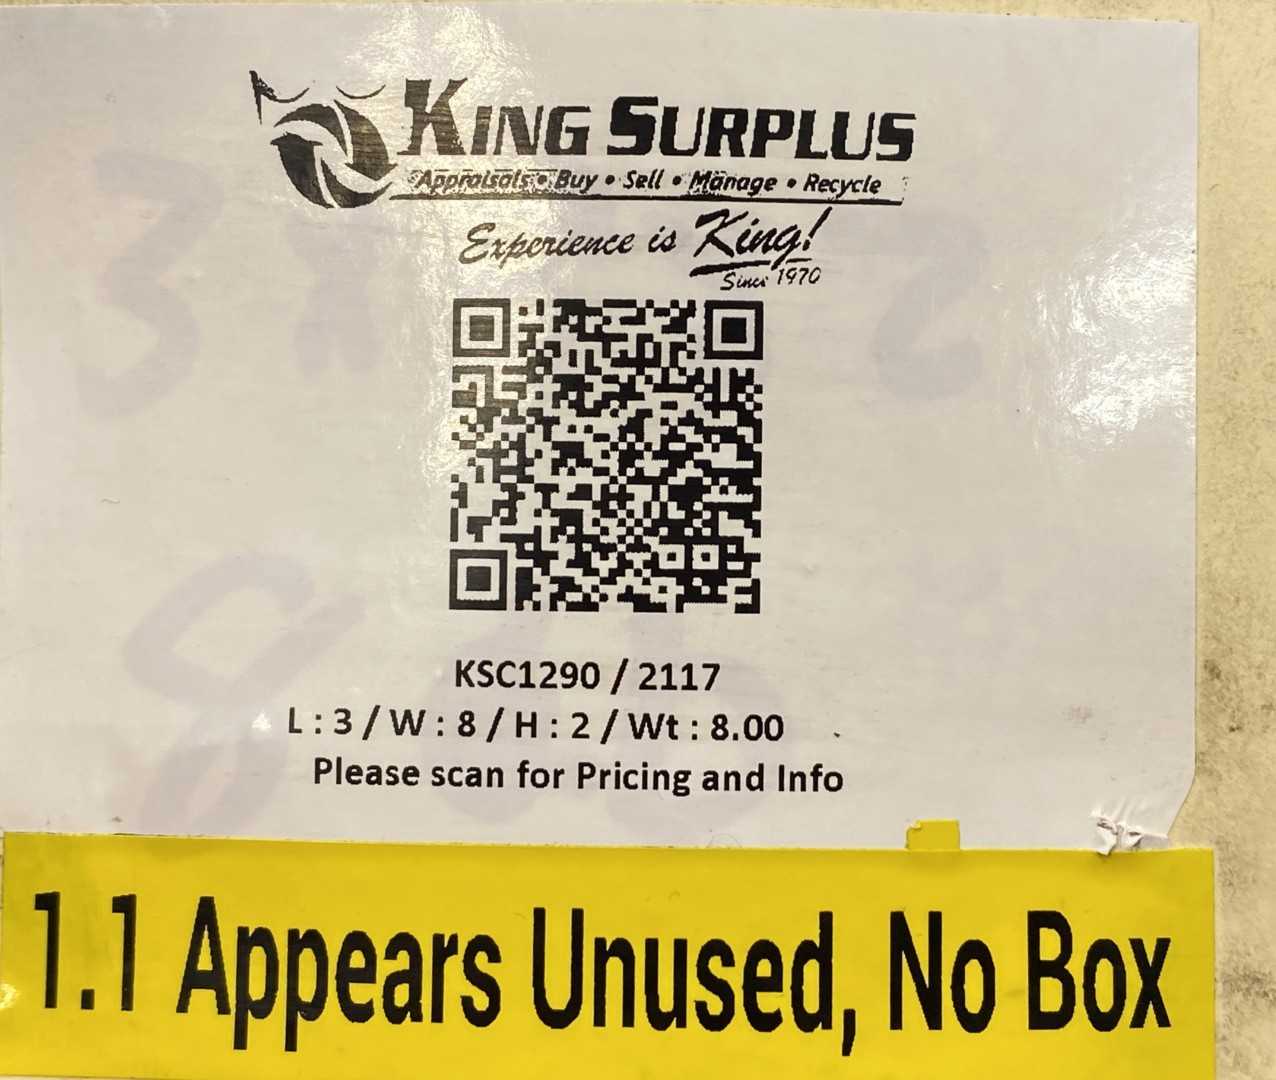 KING SURPLUS
Appraisals • Buy • Sell • Manage • Recycle
Experience is King!
Since 1970
KSC1290 / 2117
L : 3 / W : 8 / H : 2 / Wt : 8.00
Please scan for Pricing and Info
1.1 Appears Unused, No Box